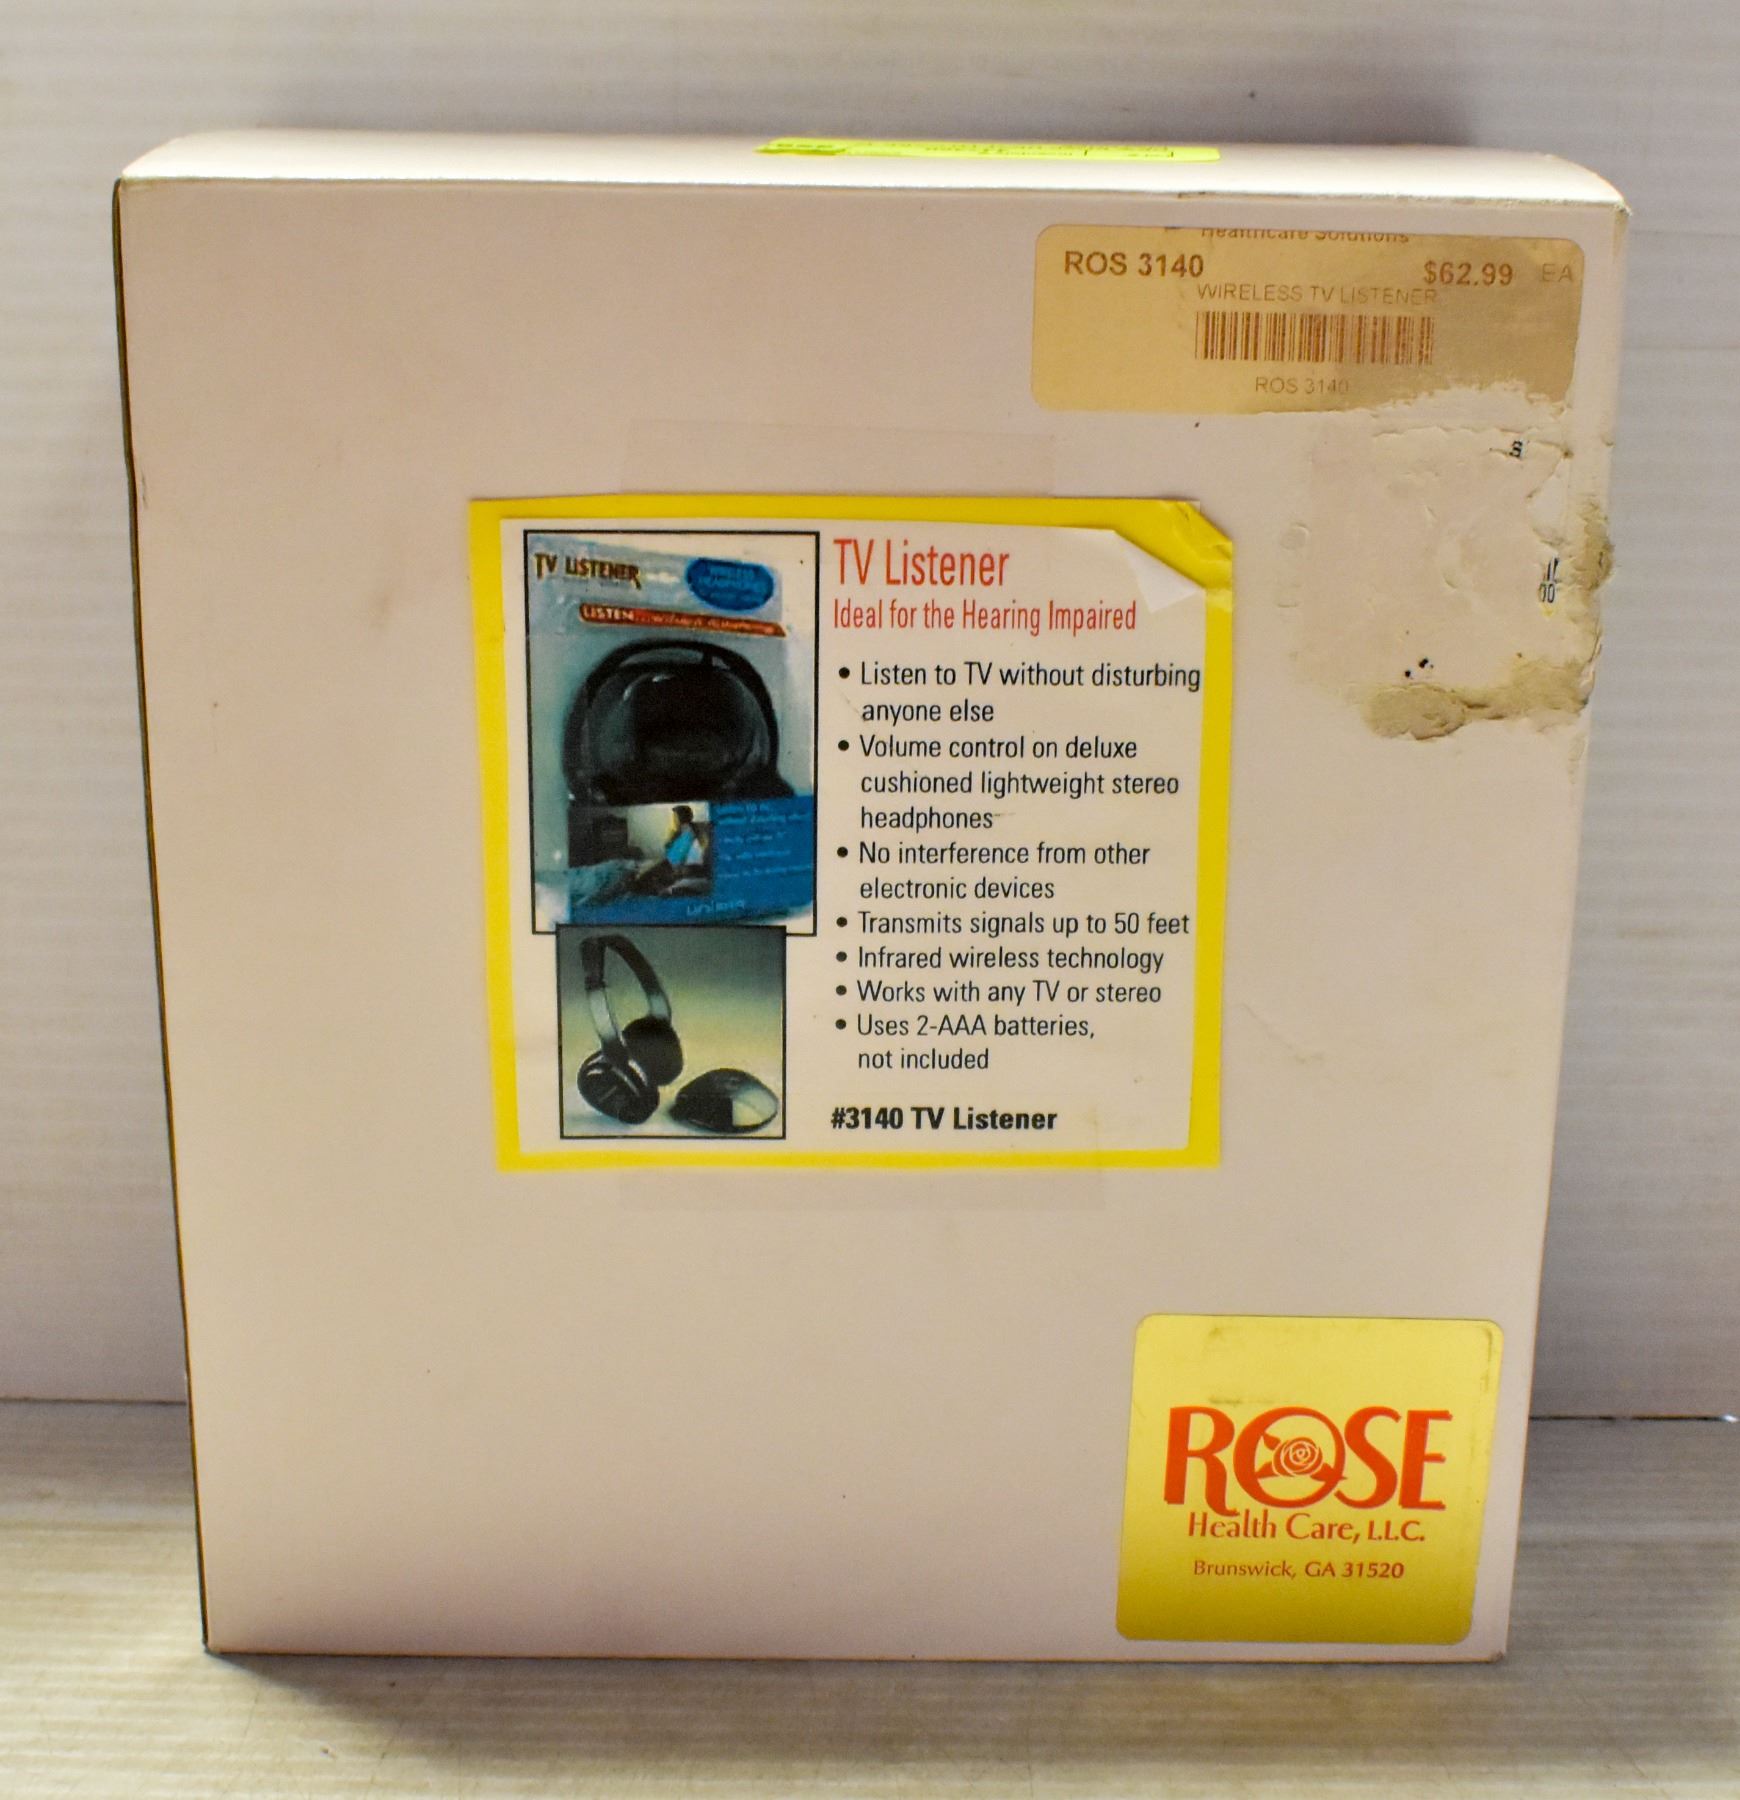 Healthcare Solutions
ROS 3140 $62.99 EA
WIRELESS TV LISTENER
ROS 3140
TV LISTENER
LISTEN
TV Listener
Ideal for the Hearing Impaired
• Listen to TV without disturbing
anyone else
• Volume control on deluxe
cushioned lightweight stereo
headphones
• No interference from other
electronic devices
• Transmits signals up to 50 feet
• Infrared wireless technology
• Works with any TV or stereo
• Uses 2-AAA batteries,
not included
#3140 TV Listener
ROSE
Health Care, L.L.C.
Brunswick, GA 31520